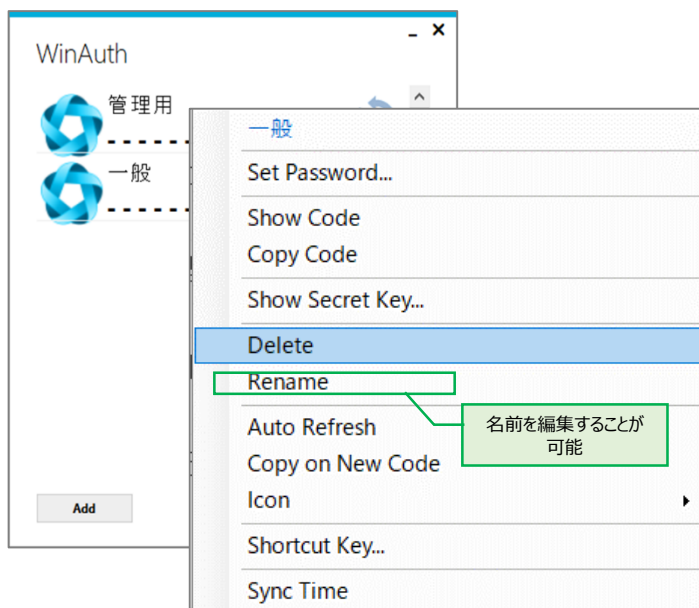 WinAuth
管理用
一般
一般
Set Password...
Show Code
Copy Code
Show Secret Key...
Delete
Rename
名前を編集することが
可能
Auto Refresh
Copy on New Code
Icon
Shortcut Key...
Sync Time
Add